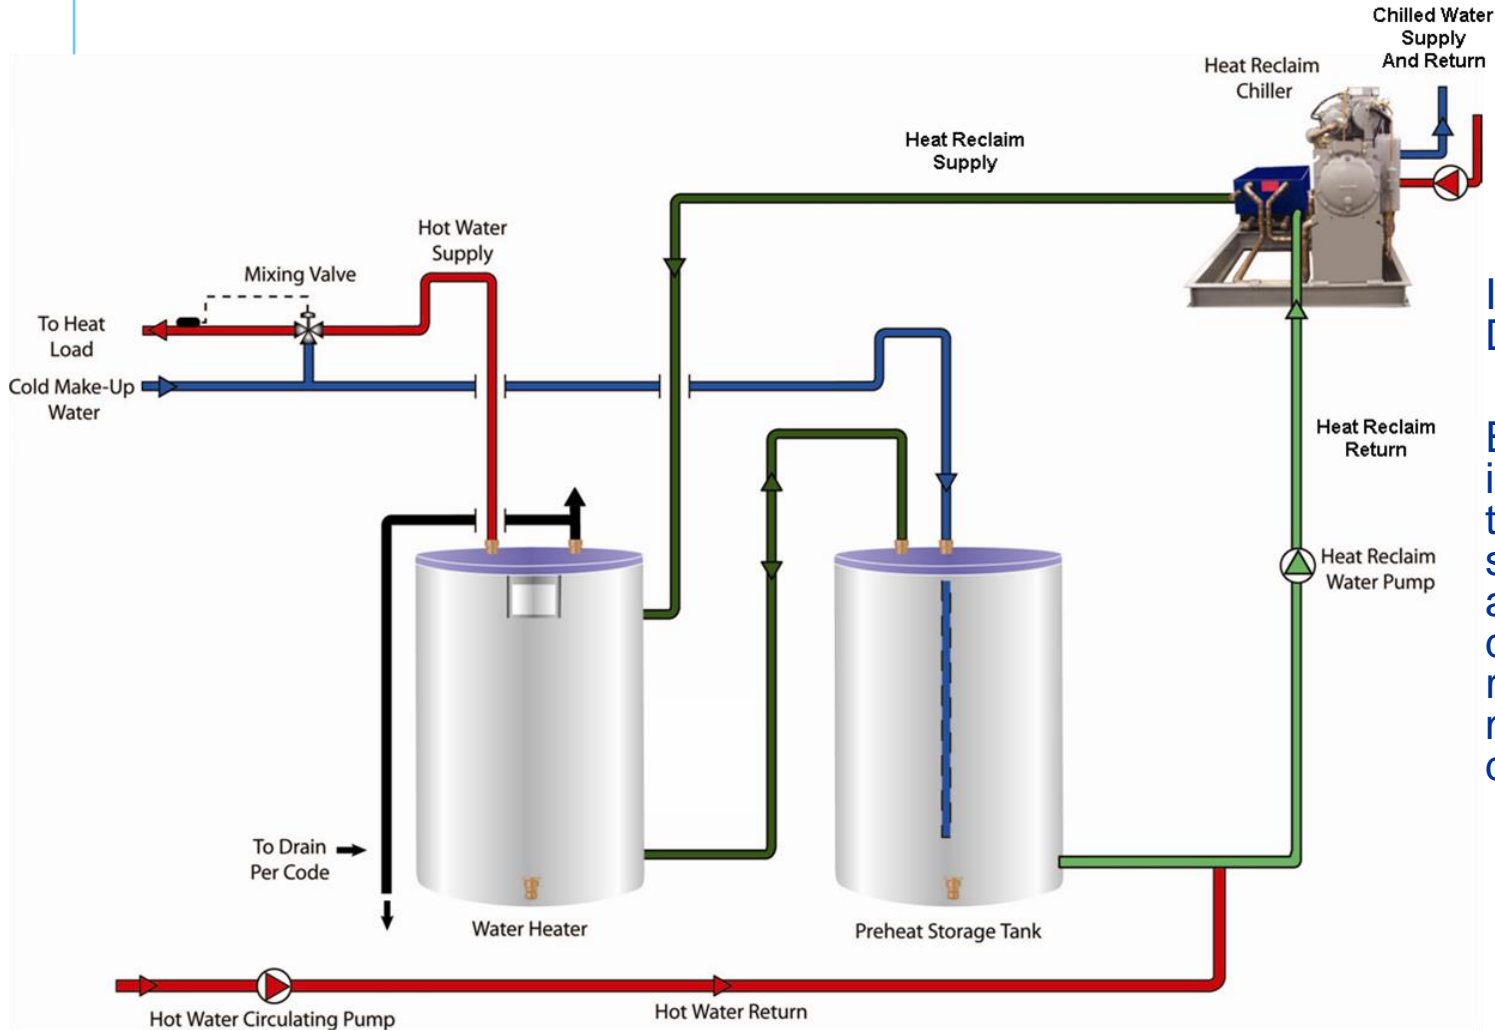 Chilled Water
Supply
And Return
Heat Reclaim
Chiller
Heat Reclaim
Supply
Hot Water
Supply
Mixing Valve
To Heat
Load
Cold Make-Up
Water
Heat Reclaim
Return
Heat Reclaim
Water Pump
To Drain
Per Code
Water Heater
Preheat Storage Tank
Hot Water Return
Hot Water Circulating Pump